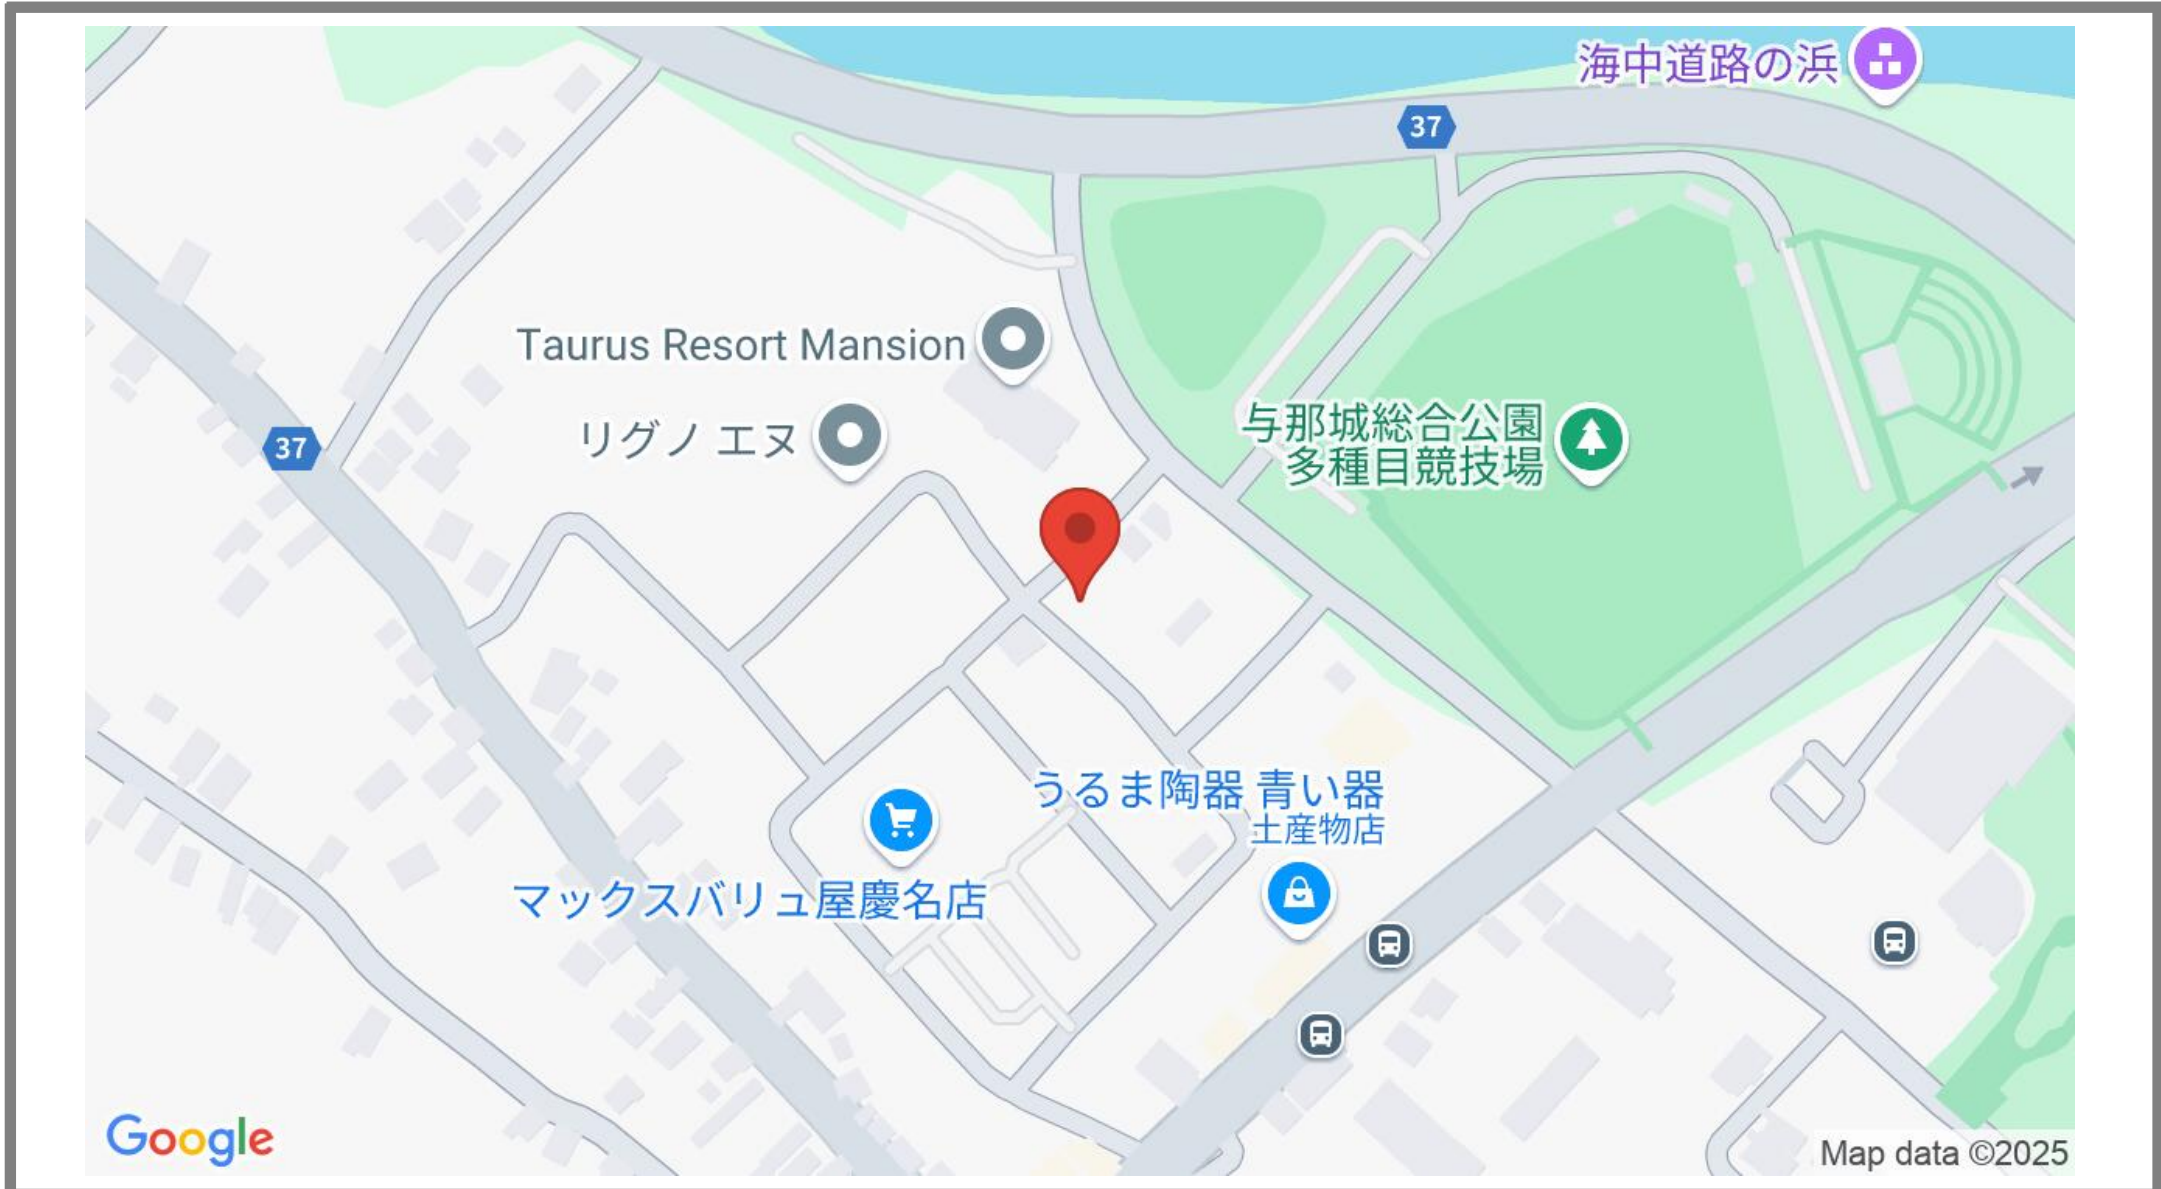 海中道路の浜
37
Taurus Resort Mansion
リグノ エヌ
与那城総合公園
多種目競技場
37
うるま陶器 青い器
土産物店
マックスバリュ屋慶名店
Google
Map data ©2025